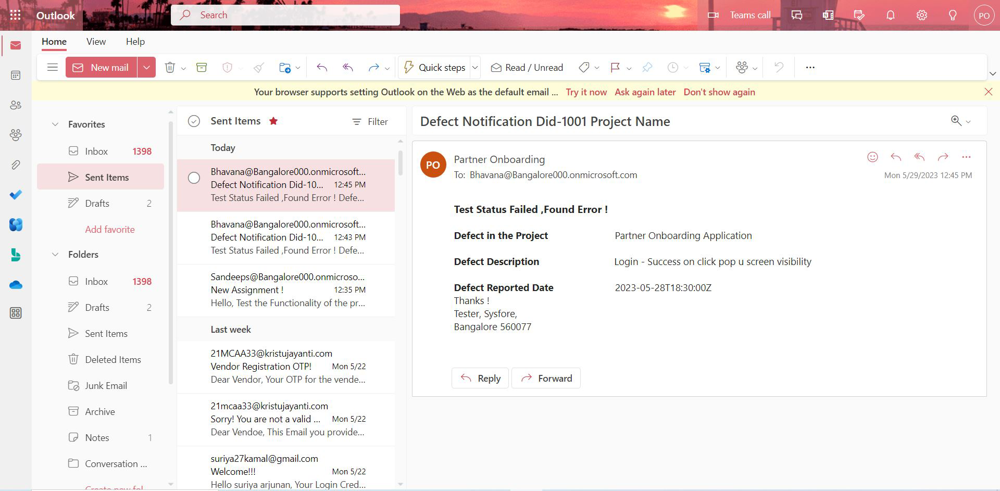 Outlook
Search
Teams call
PO
Home View Help
New mail
Quick steps
Read / Unread
Your browser supports setting Outlook on the Web as the default email ... Try it now Ask again later Don't show again
Favorites
Inbox 1398
Sent Items
Drafts 2
Add favorite
Folders
Inbox 1398
Drafts 2
Sent Items
Deleted Items
Junk Email
Archive
Notes 1
Conversation ...
Create new fol
Sent Items
Filter
Today
Bhavana@Bangalore000.onmicrosoft...
Defect Notification Did-10... 12:45 PM
Test Status Failed ,Found Error ! Defe...
Bhavana@Bangalore000.onmicrosoft...
Defect Notification Did-10... 12:43 PM
Test Status Failed ,Found Error ! Defe...
Sandeeps@Bangalore000.onmicroso...
New Assignment ! 12:35 PM
Hello, Test the Functionality of the pr...
Last week
21MCAA33@kristujayanti.com
Vendor Registration OTP! Mon 5/22
Dear Vendor, Your OTP for the vende...
21mcaa33@kristujayanti.com
Sorry! You are not a valid ... Mon 5/22
Dear Vendoe, This Email you provide...
suriya27kamal@gmail.com
Welcome!!! Mon 5/22
Hello suriya arjunan, Your Login Cred...
Defect Notification Did-1001 Project Name
PO
Partner Onboarding
To: Bhavana@Bangalore000.onmicrosoft.com
Mon 5/29/2023 12:45 PM
Test Status Failed ,Found Error !
Defect in the Project Partner Onboarding Application
Defect Description Login - Success on click pop u screen visibility
Defect Reported Date 2023-05-28T18:30:00Z
Thanks !
Tester, Sysfore,
Bangalore 560077
Reply
Forward